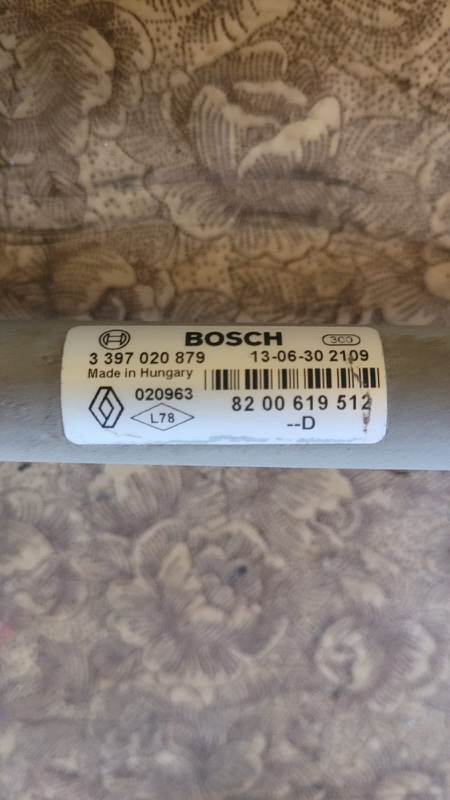 BOSCH
3 397 020 879 13-06-30 2109
Made in Hungary
020963 82 00 619 512
L78 --D